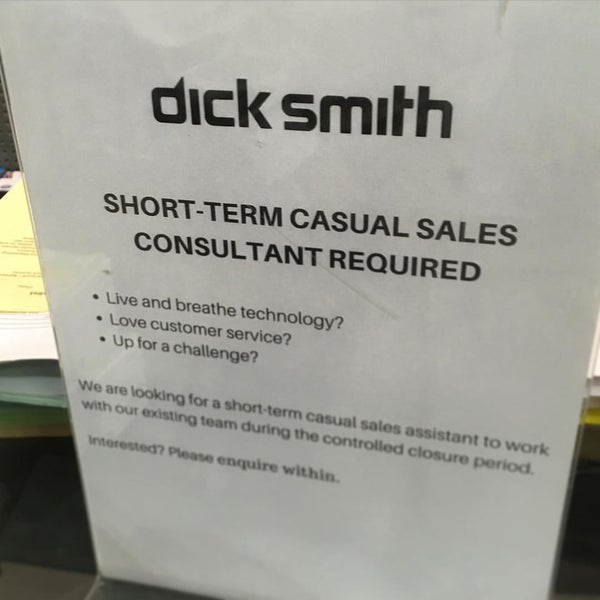 dick smith
SHORT-TERM CASUAL SALES
CONSULTANT REQUIRED
• Live and breathe technology?
• Love customer service?
• Up for a challenge?
We are looking for a short-term casual sales assistant to work
with our existing team during the controlled closure period.
Interested? Please enquire within.